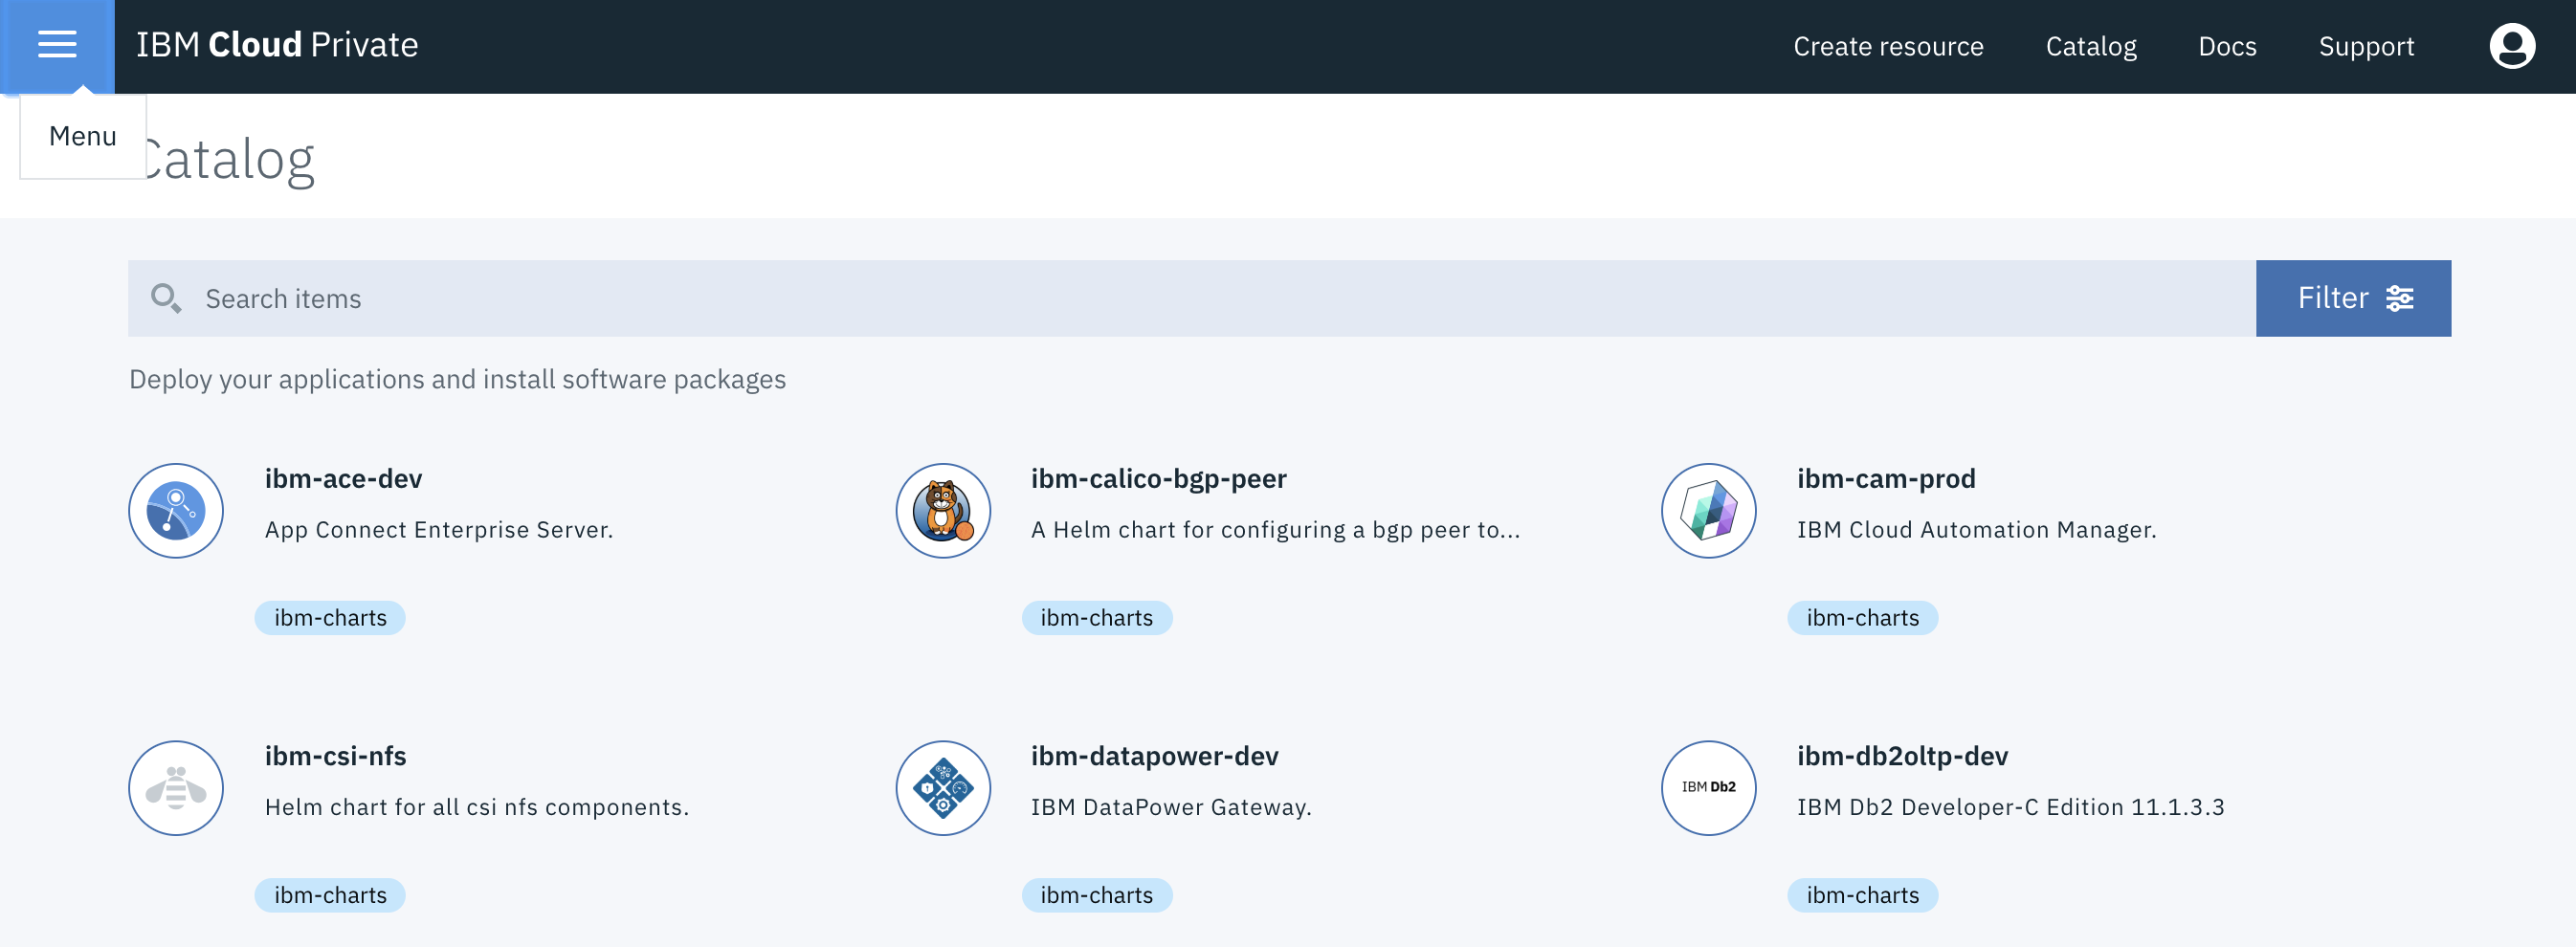 IBM Cloud Private
Create resource
Catalog
Docs
Support
Menu
Catalog
Search items
Filter
Deploy your applications and install software packages
ibm-ace-dev
App Connect Enterprise Server.
ibm-charts
ibm-calico-bgp-peer
A Helm chart for configuring a bgp peer to...
ibm-charts
ibm-cam-prod
IBM Cloud Automation Manager.
ibm-charts
ibm-csi-nfs
Helm chart for all csi nfs components.
ibm-charts
ibm-datapower-dev
IBM DataPower Gateway.
ibm-charts
IBM Db2
ibm-db2oltp-dev
IBM Db2 Developer-C Edition 11.1.3.3
ibm-charts